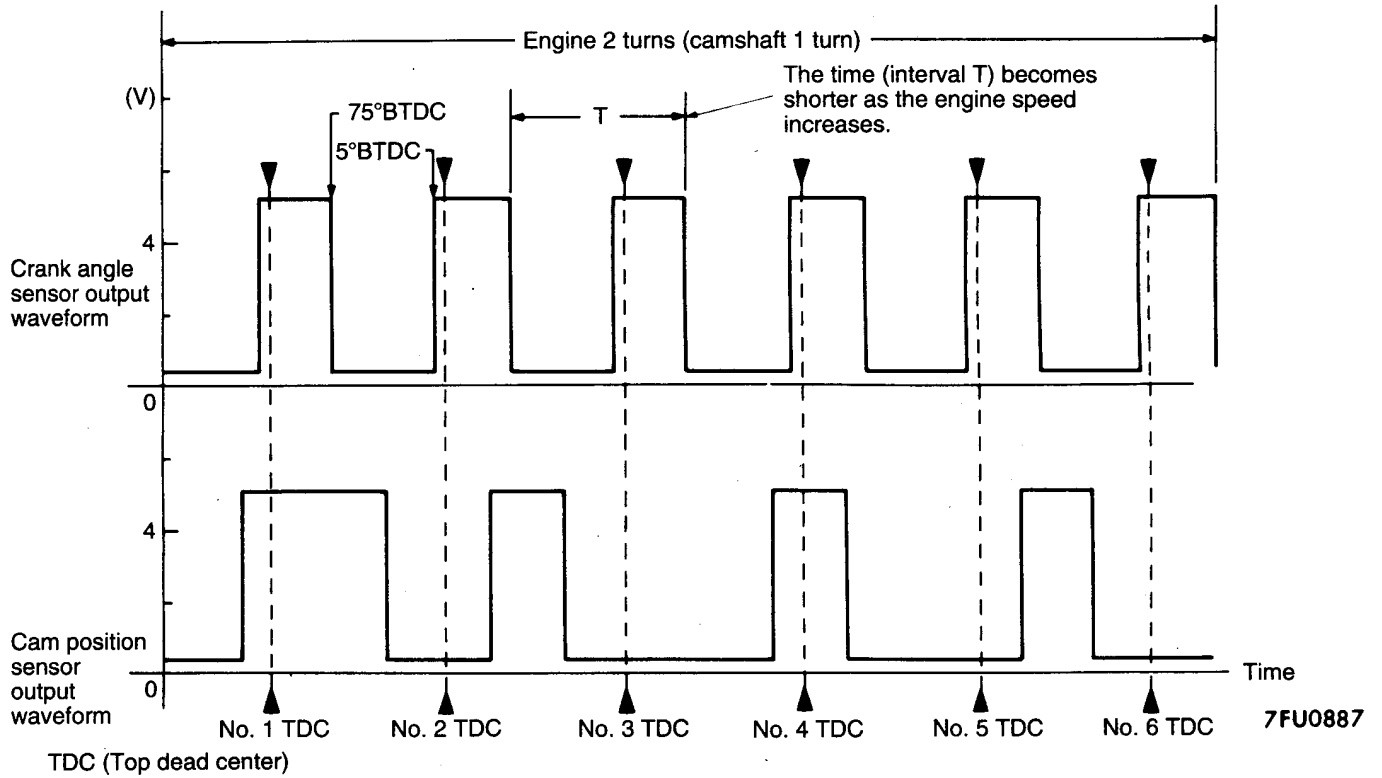 Engine 2 turns (camshaft 1 turn)
The time (interval T) becomes
shorter as the engine speed
increases.
(V)
75°BTDC
T
5°BTDC
4
Crank angle
sensor output
waveform
0
4
Cam position
sensor
output
waveform
0
Time
No. 1 TDC
No. 2 TDC
No. 3 TDC
No. 4 TDC
No. 5 TDC
No. 6 TDC
7FU0887
TDC (Top dead center)